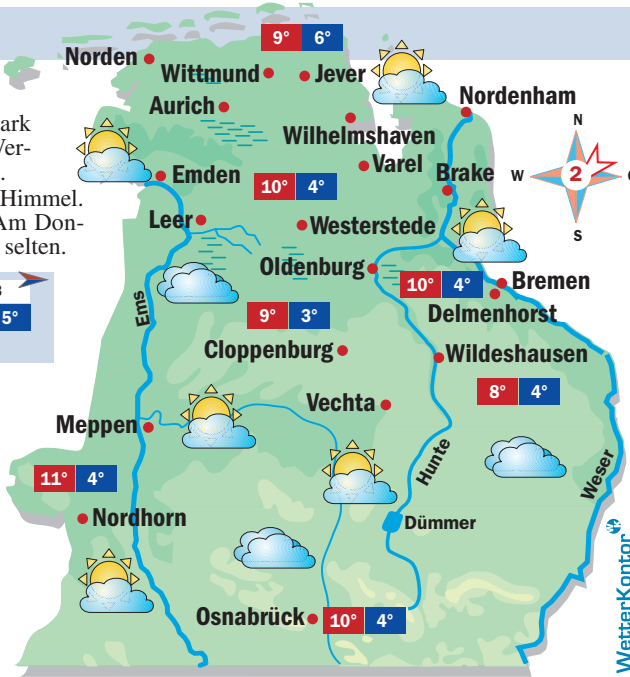 9° 6°
Norden
Wittmund
Jever
Aurich
Nordenham
ark
Wilhelmshaven
N
Ver-
.
Varel
Emden
Brake
W 2
10° 4°
Himmel.
Am Don-
Leer
Westerstede
S
selten.
Oldenburg
10° 4°
Bremen
5°
Ems
9° 3°
Delmenhorst
Cloppenburg
Wildeshausen
8° 4°
Vechta
Meppen
Hunte
Weser
11° 4°
Nordhorn
Dümmer
WetterKontor
Osnabrück
10° 4°